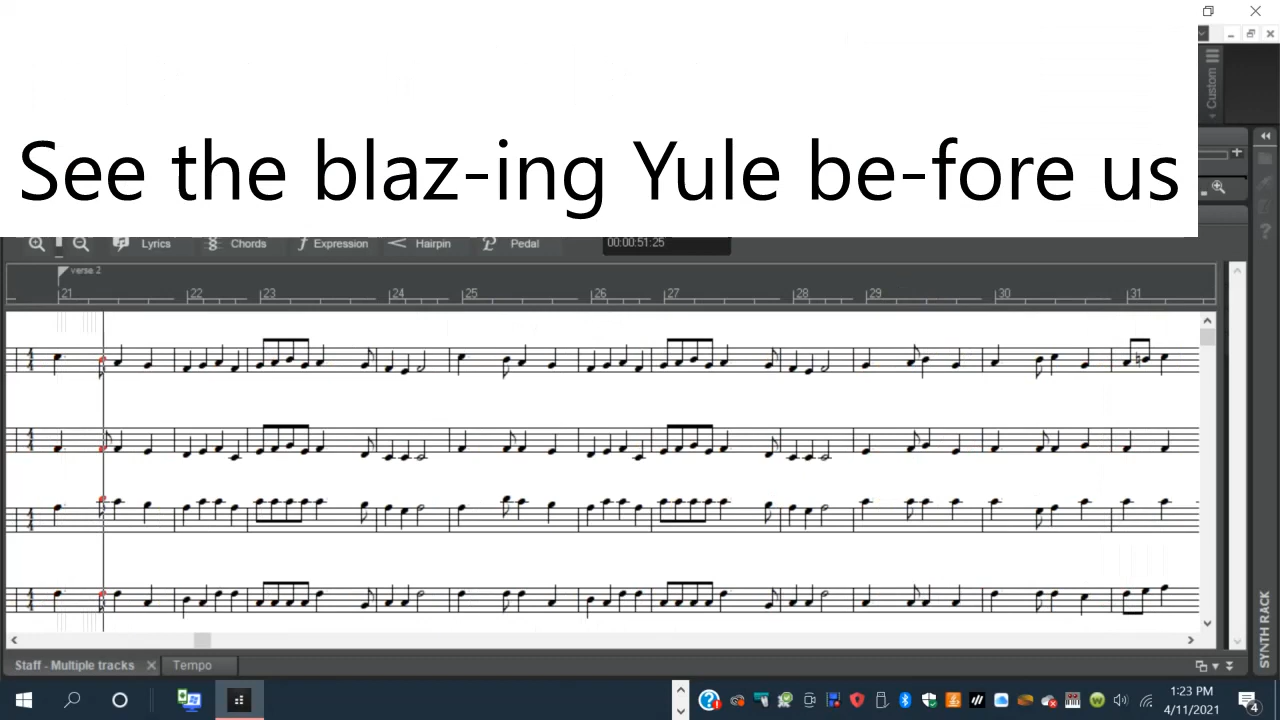 Custom
See the blaz-ing Yule be-fore us
Lyrics Chords Expression Hairpin Pedal 00:00:51:25
verse 2
21 22 23 24 25 26 27 28 29 30 31
SYNTH RACK
Staff - Multiple tracks Tempo
1:23 PM
4/11/2021
4